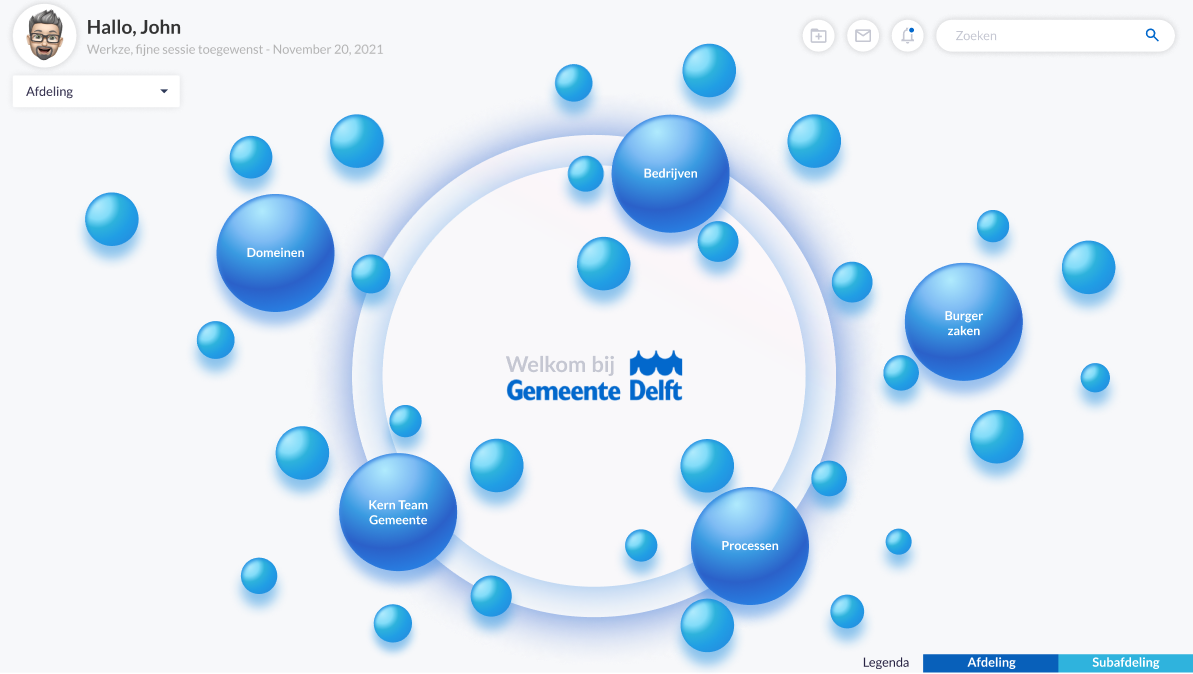 Hallo, John
Werkze, fijne sessie toegewenst - November 20, 2021
Zoeken
Afdeling
Bedrijven
Domeinen
Burger
zaken
Welkom bij
Gemeente Delft
Kern Team
Gemeente
Processen
Legenda
Afdeling
Subafdeling